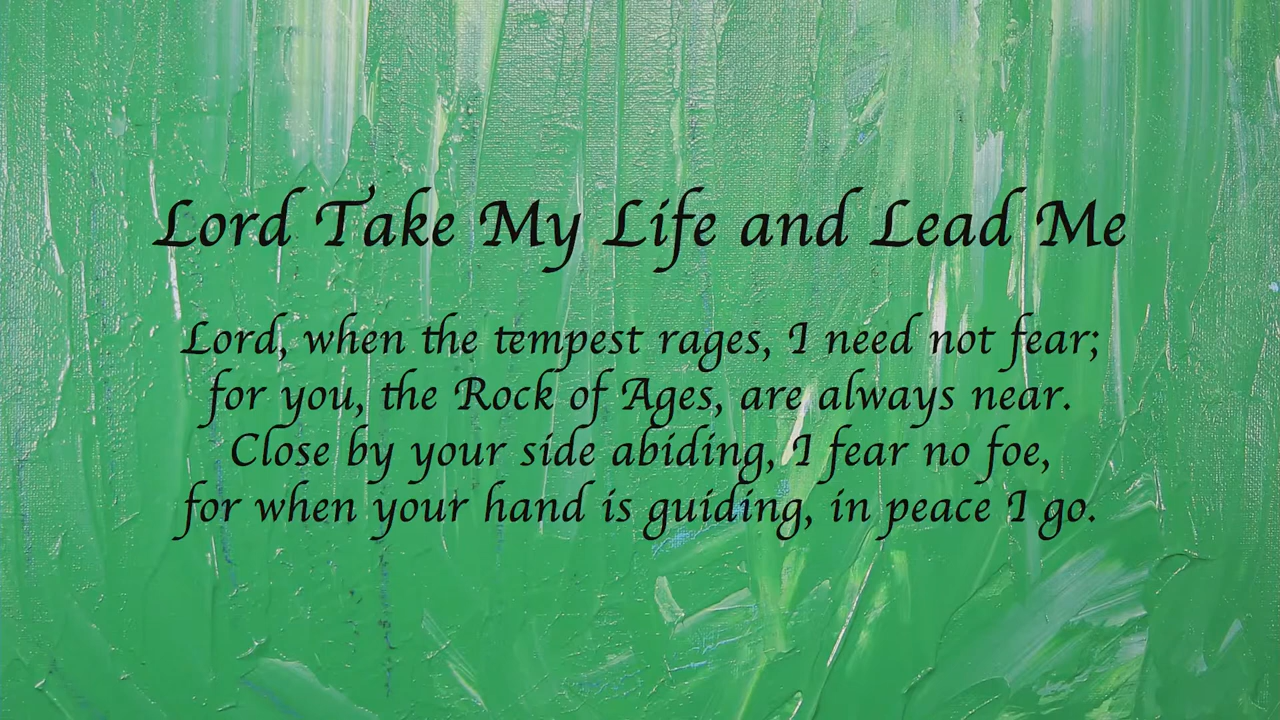 Lord Take My Life and Lead Me
Lord, when the tempest rages, I need not fear;
for you, the Rock of Ages, are always near.
Close by your side abiding, I fear no foe,
for when your hand is guiding, in peace I go.